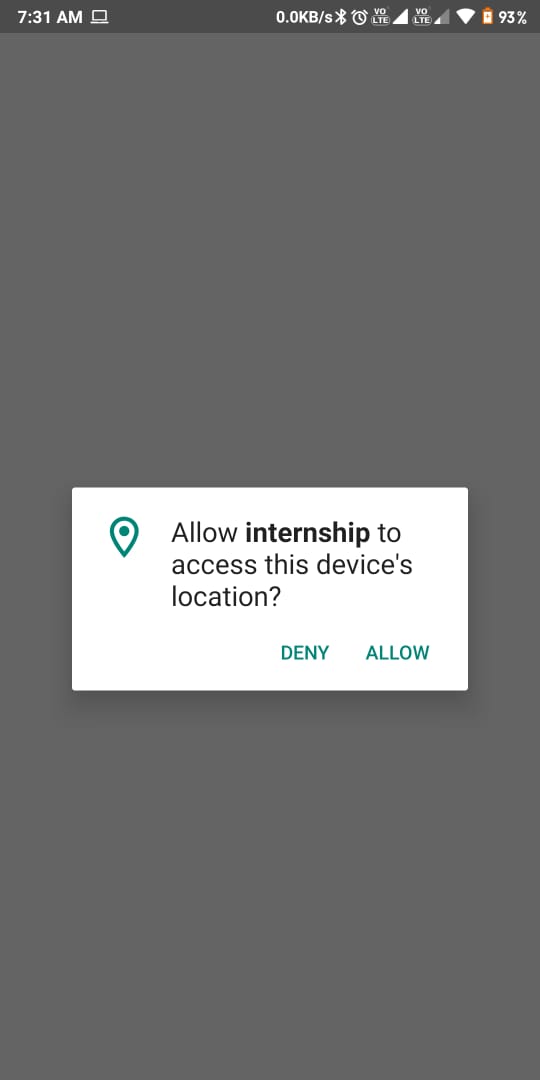 7:31 AM 0.0KB/s VO LTE VO LTE 93%
Allow internship to
access this device's
location?
DENY ALLOW